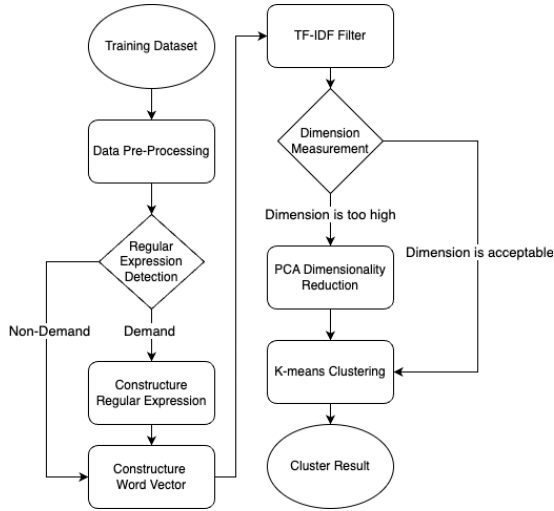 Training Dataset
Data Pre-Processing
Regular
Expression
Detection
Non-Demand
Demand
Constructure
Regular Expression
Constructure
Word Vector
TF-IDF Filter
Dimension
Measurement
Dimension is too high
Dimension is acceptable
PCA Dimensionality
Reduction
K-means Clustering
Cluster Result